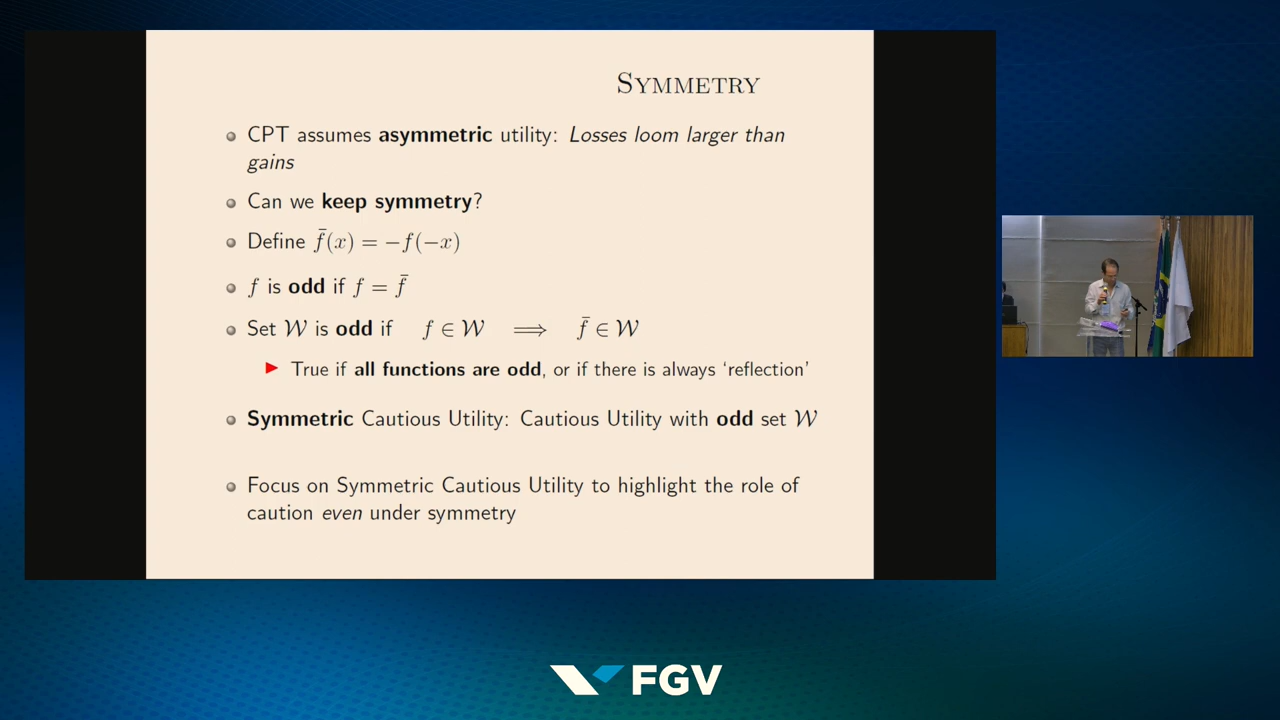 SYMMETRY
CPT assumes asymmetric utility: Losses loom larger than
gains
Can we keep symmetry?
Define f̄(x) = −f(−x)
f is odd if f = f̄
Set 𝒲 is odd if f ∈ 𝒲 ⟹ f̄ ∈ 𝒲
True if all functions are odd, or if there is always ‘reflection’
Symmetric Cautious Utility: Cautious Utility with odd set 𝒲
Focus on Symmetric Cautious Utility to highlight the role of
caution even under symmetry
FGV